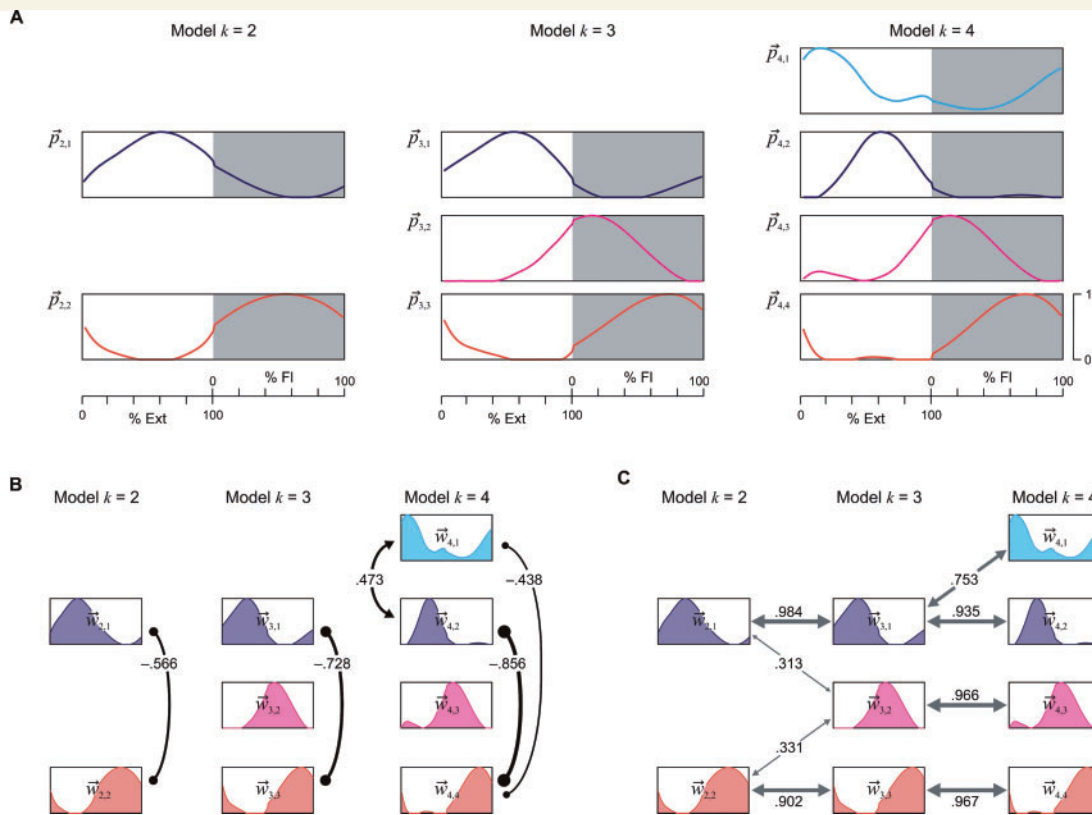 A
Model k = 2
Model k = 3
Model k = 4
p⃗4,1
p⃗2,1
p⃗3,1
p⃗4,2
p⃗3,2
p⃗4,3
p⃗2,2
p⃗3,3
p⃗4,4
1
0
0 % FI 100
0 % FI 100
0 % FI 100
0 % Ext 100
0 % Ext 100
0 % Ext 100
B
Model k = 2
Model k = 3
Model k = 4
w⃗4,1
.473
–.438
w⃗2,1
w⃗3,1
w⃗4,2
–.566
–.728
–.856
w⃗3,2
w⃗4,3
w⃗2,2
w⃗3,3
w⃗4,4
C
Model k = 2
Model k = 3
Model k = 4
w⃗4,1
.753
w⃗2,1
.984
w⃗3,1
.935
w⃗4,2
.313
w⃗3,2
.966
w⃗4,3
.331
w⃗2,2
.902
w⃗3,3
.967
w⃗4,4